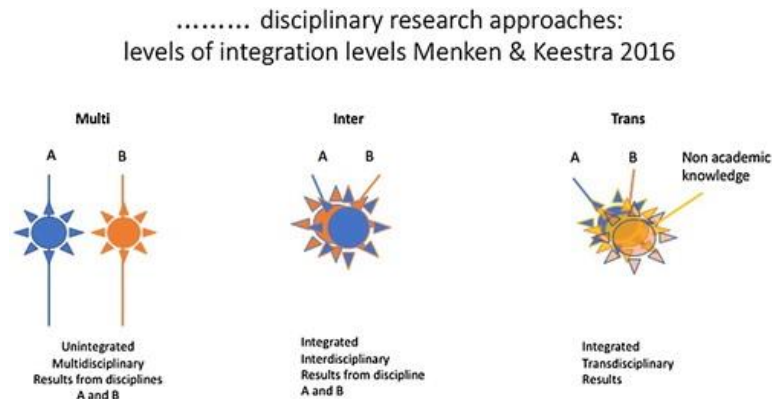 ......... disciplinary research approaches:
levels of integration levels Menken & Keestra 2016
Multi
A
B
Unintegrated
Multidisciplinary
Results from disciplines
A and B
Inter
A
B
Integrated
Interdisciplinary
Results from discipline
A and B
Trans
A
B
Non academic
knowledge
Integrated
Transdisciplinary
Results